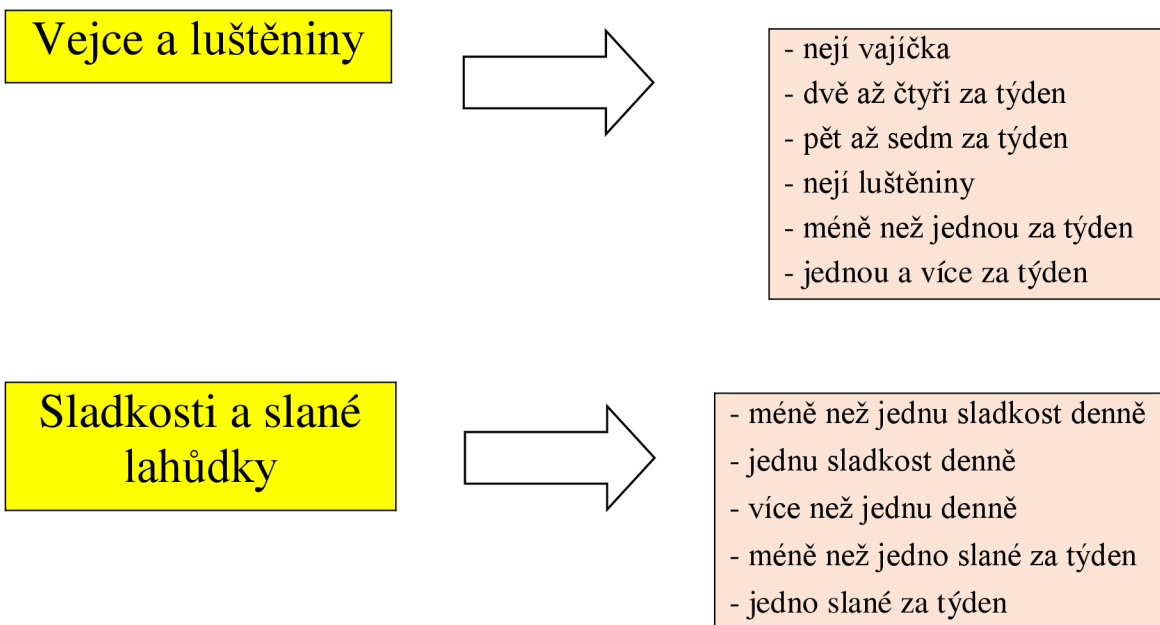 Vejce a luštěniny
- nejí vajíčka
- dvě až čtyři za týden
- pět až sedm za týden
- nejí luštěniny
- méně než jednou za týden
- jednou a více za týden
Sladkosti a slané
lahůdky
- méně než jednu sladkost denně
- jednu sladkost denně
- více než jednu denně
- méně než jedno slané za týden
- jedno slané za týden